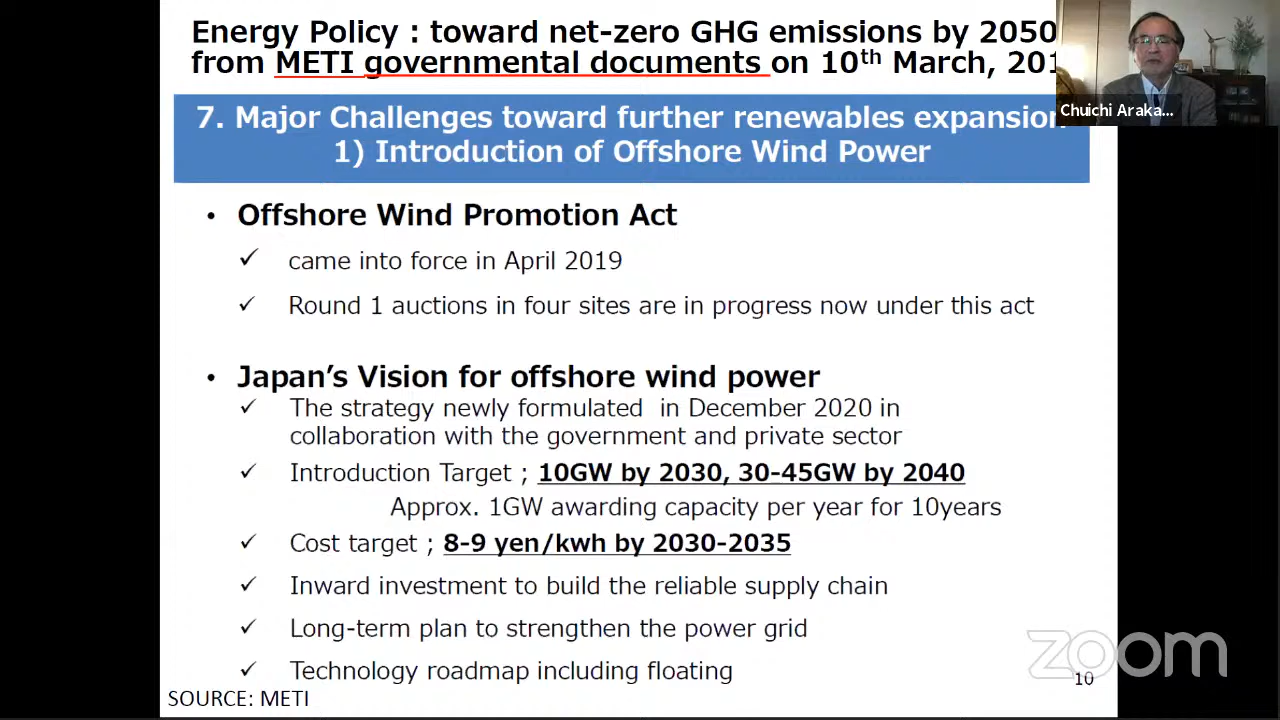 Energy Policy : toward net-zero GHG emissions by 2050
from METI governmental documents on 10th March, 201
7. Major Challenges toward further renewables expansion
1) Introduction of Offshore Wind Power
Chuichi Araka...
• Offshore Wind Promotion Act
✓ came into force in April 2019
✓ Round 1 auctions in four sites are in progress now under this act
• Japan's Vision for offshore wind power
✓ The strategy newly formulated in December 2020 in
collaboration with the government and private sector
✓ Introduction Target ; 10GW by 2030, 30-45GW by 2040
Approx. 1GW awarding capacity per year for 10years
✓ Cost target ; 8-9 yen/kwh by 2030-2035
✓ Inward investment to build the reliable supply chain
✓ Long-term plan to strengthen the power grid
✓ Technology roadmap including floating
zoom
10
SOURCE: METI